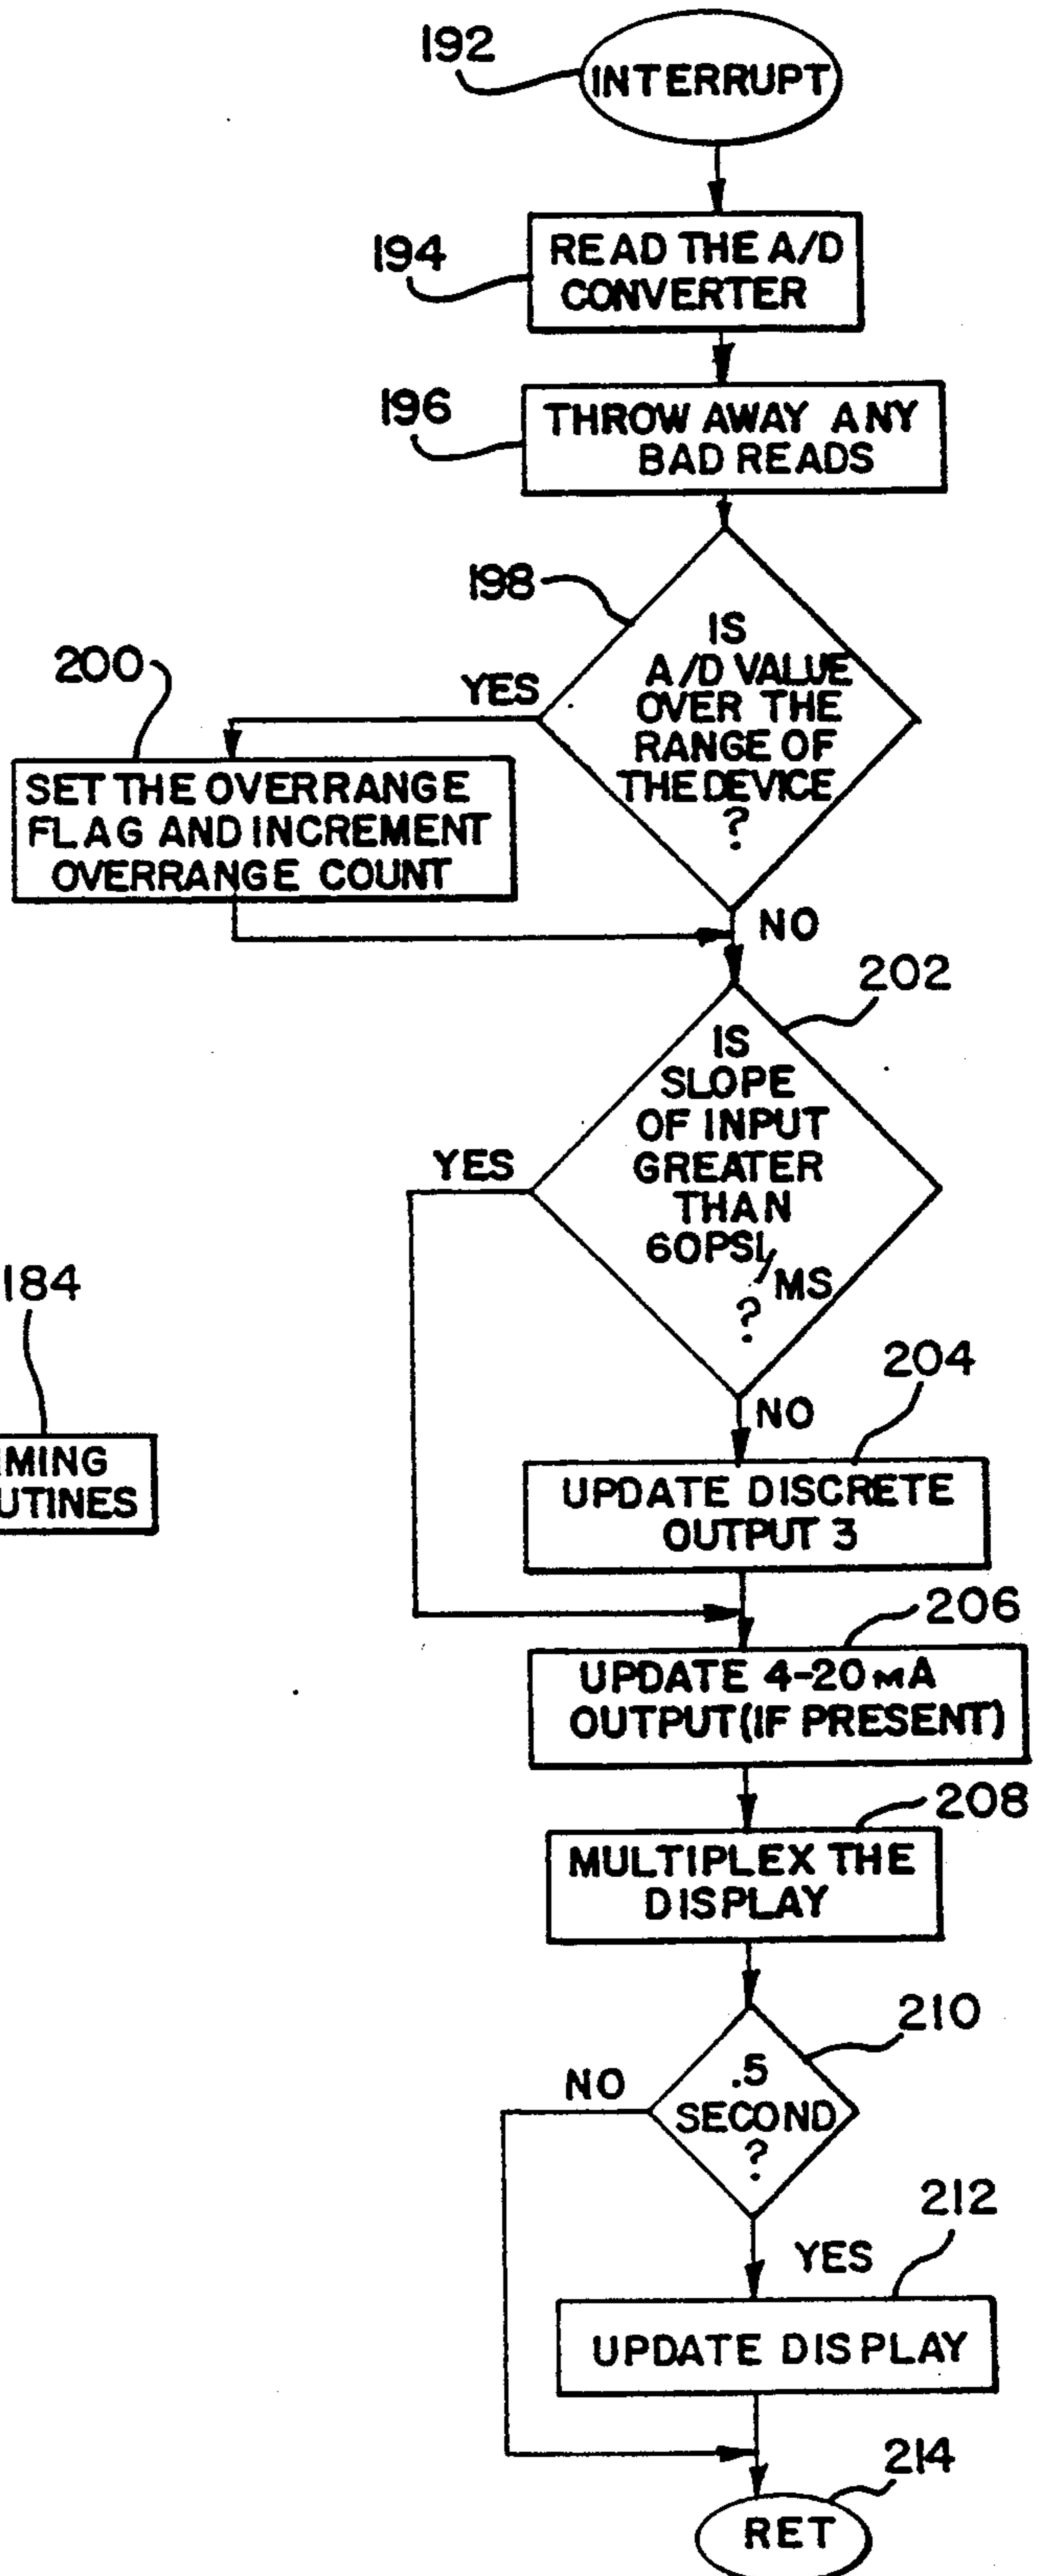 192
INTERRUPT
194
READ THE A/D
CONVERTER
196
THROW AWAY ANY
BAD READS
198
IS
A/D VALUE
OVER THE
RANGE OF
THE DEVICE
?
YES
200
SET THE OVERRANGE
FLAG AND INCREMENT
OVERRANGE COUNT
NO
202
IS
SLOPE
OF INPUT
GREATER
THAN
60PSI/MS
?
YES
184
MING
UTINES
NO
204
UPDATE DISCRETE
OUTPUT 3
206
UPDATE 4-20MA
OUTPUT(IF PRESENT)
208
MULTIPLEX THE
DISPLAY
210
.5
SECOND
?
NO
YES
212
UPDATE DISPLAY
214
RET